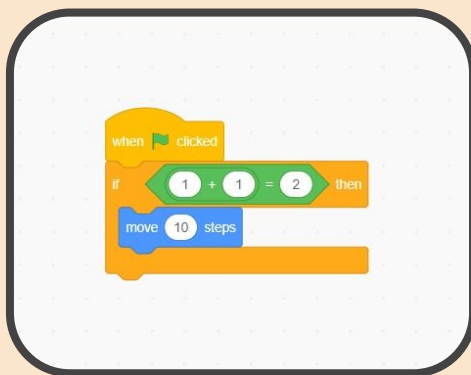 when clicked
if 1 + 1 = 2 then
move 10 steps